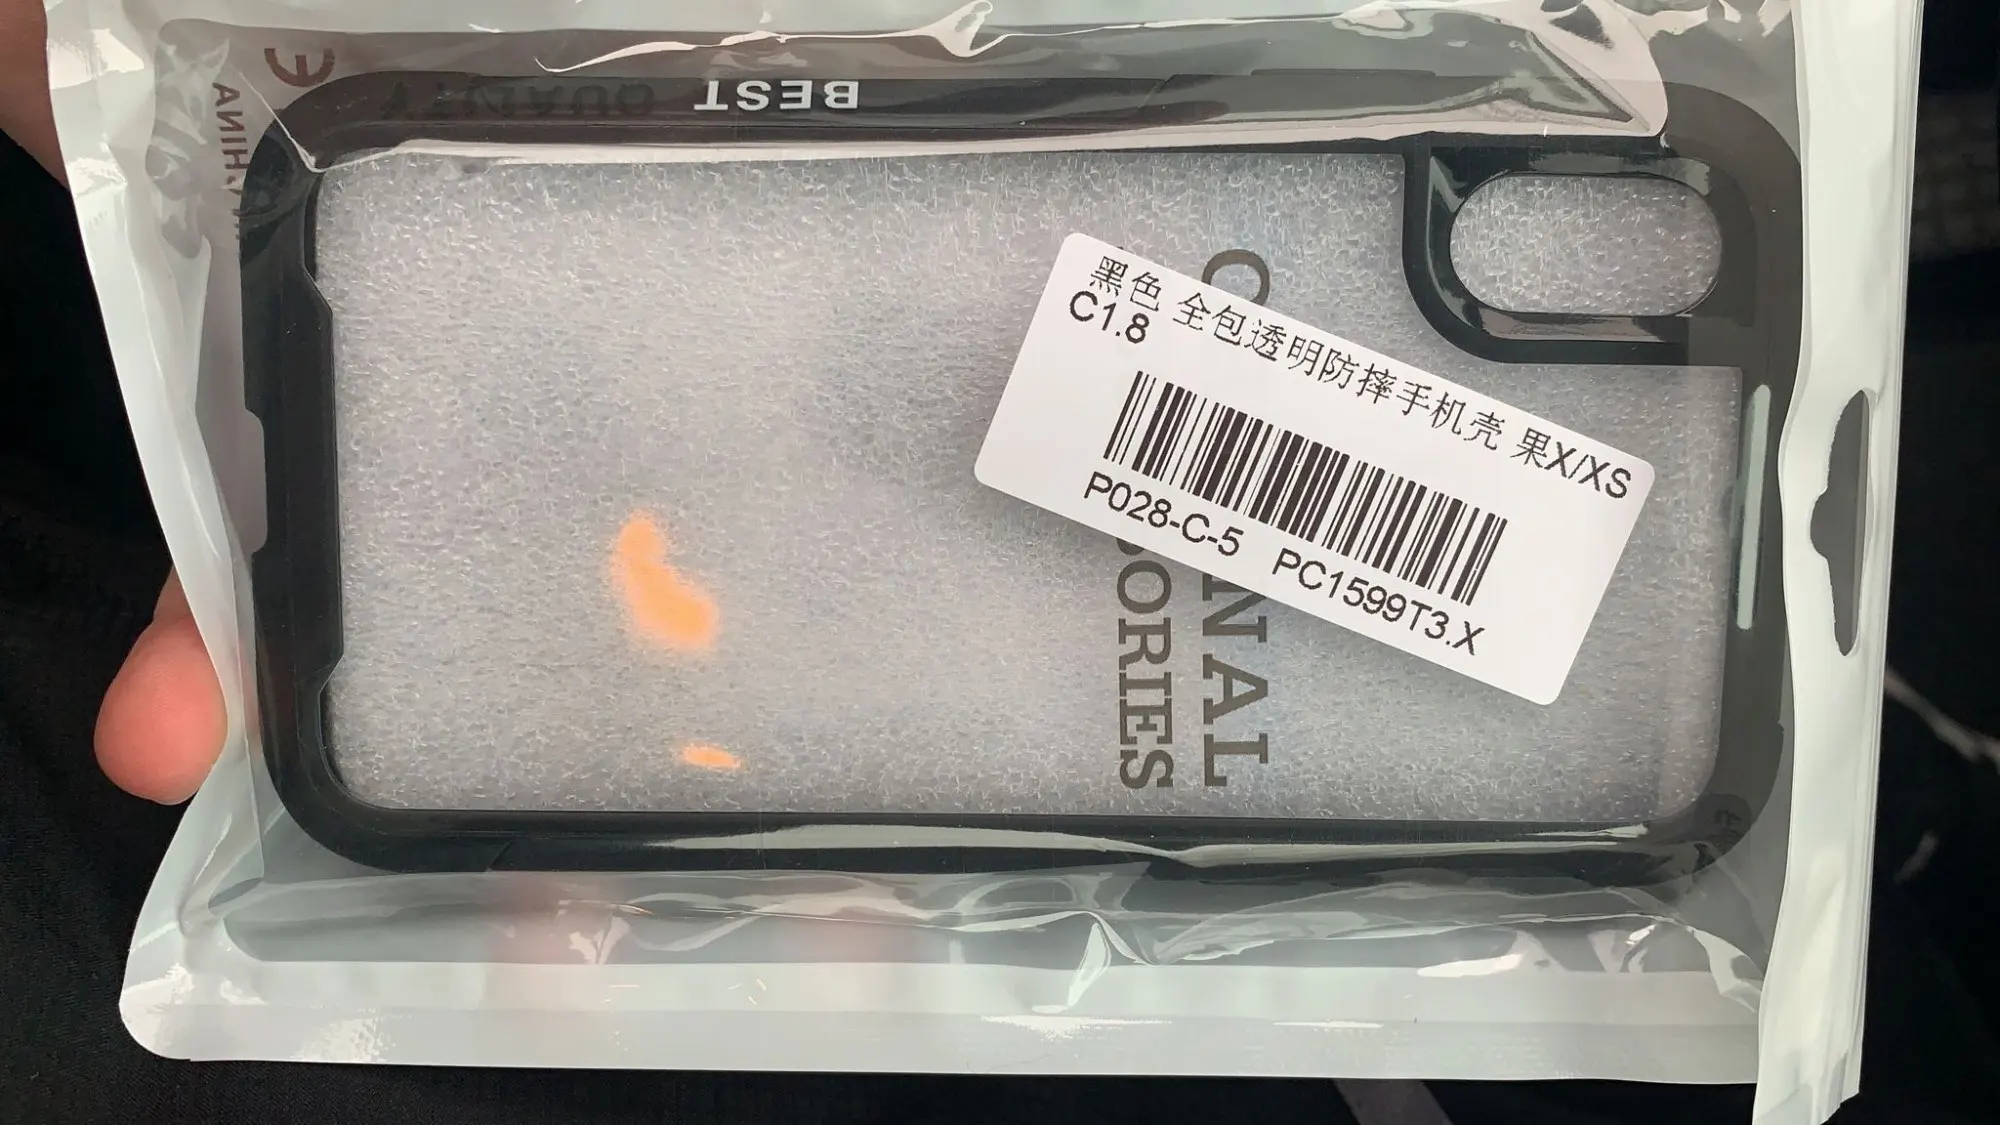 BEST
QUALITY
黑色 全包透明防摔手机壳 果X/XS
C1.8
P028-C-5 PC1599T3.X